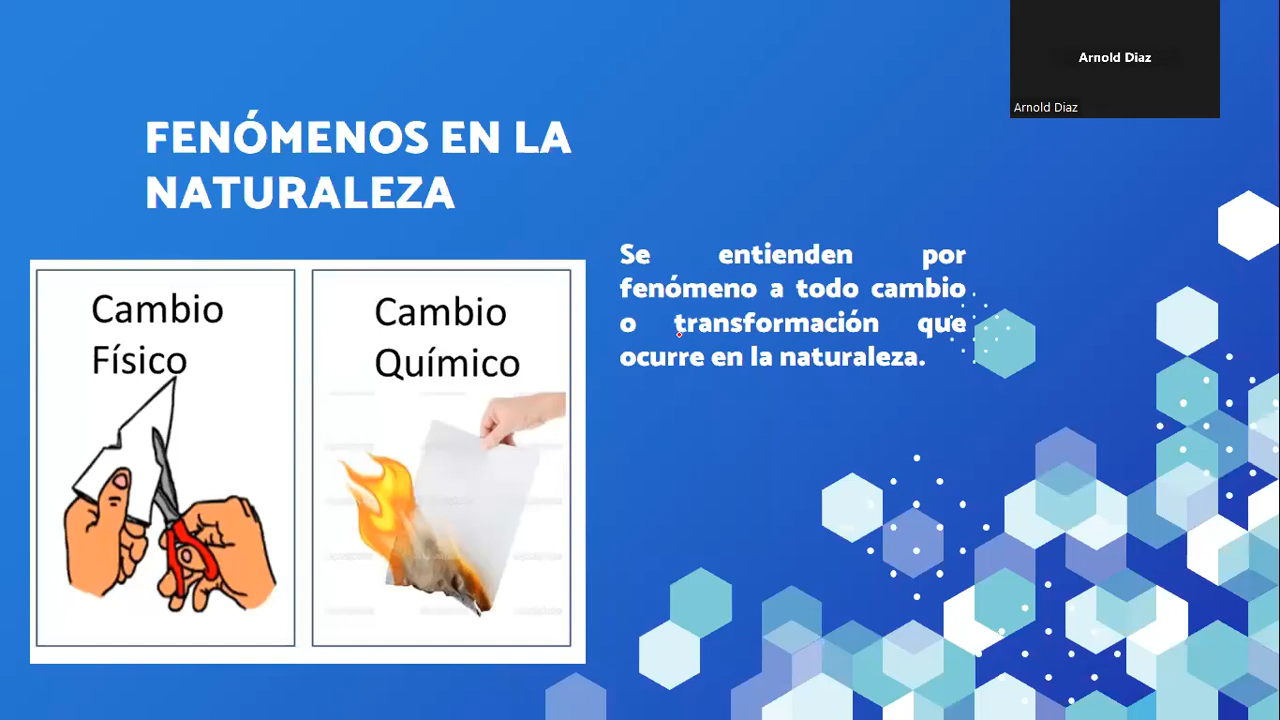 Arnold Diaz
Arnold Diaz
FENÓMENOS EN LA
NATURALEZA
Cambio
Físico
Cambio
Químico
Se entienden por
fenómeno a todo cambio
o transformación que
ocurre en la naturaleza.